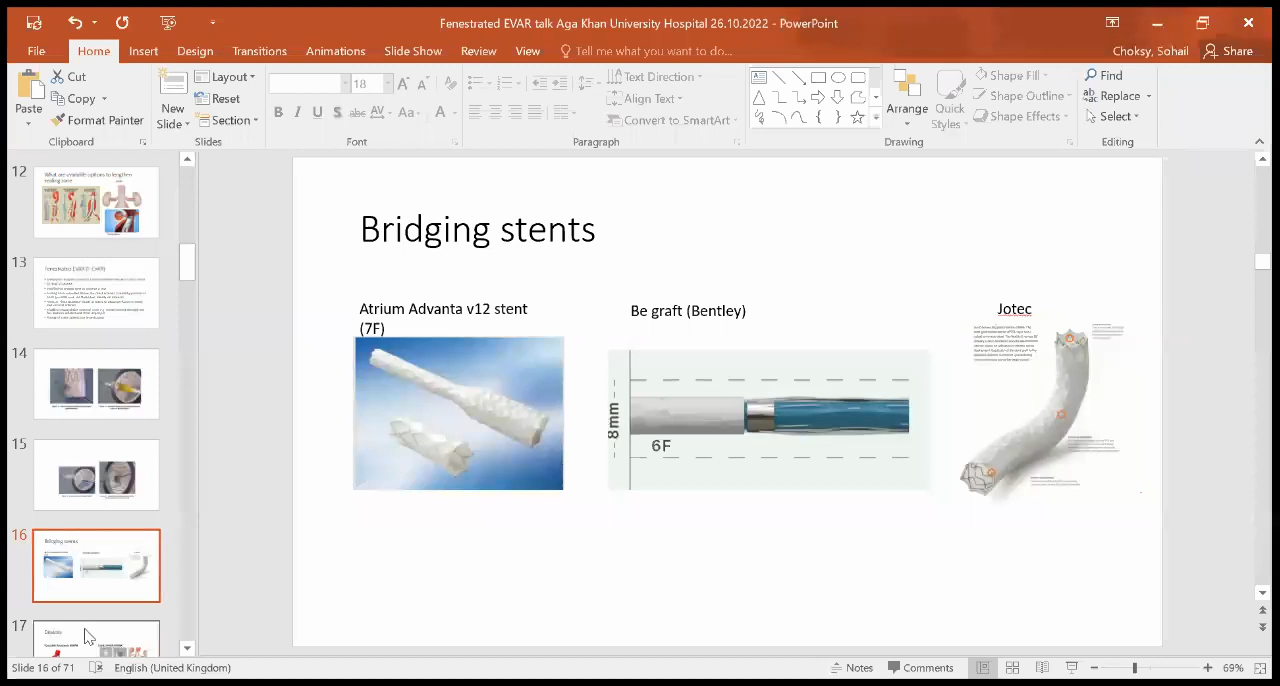 Fenestrated EVAR talk Aga Khan University Hospital 26.10.2022 - PowerPoint
File Home Insert Design Transitions Animations Slide Show Review View Tell me what you want to do... Choksy, Sohail Share
Paste
Cut
Copy
Format Painter
Clipboard
New Slide
Layout
Reset
Section
Slides
18
B I U S abc AV Aa A
Font
Text Direction
Align Text
Convert to SmartArt
Paragraph
Arrange
Quick Styles
Shape Fill
Shape Outline
Shape Effects
Drawing
Find
Replace
Select
Editing
12
What are available options to lengthen
sealing zone
13
14
15
16
Bridging stents
17
Devices
Bridging stents
Atrium Advanta v12 stent
(7F)
Be graft (Bentley)
Jotec
8mm
6F
Slide 16 of 71 English (United Kingdom) Notes Comments 69%